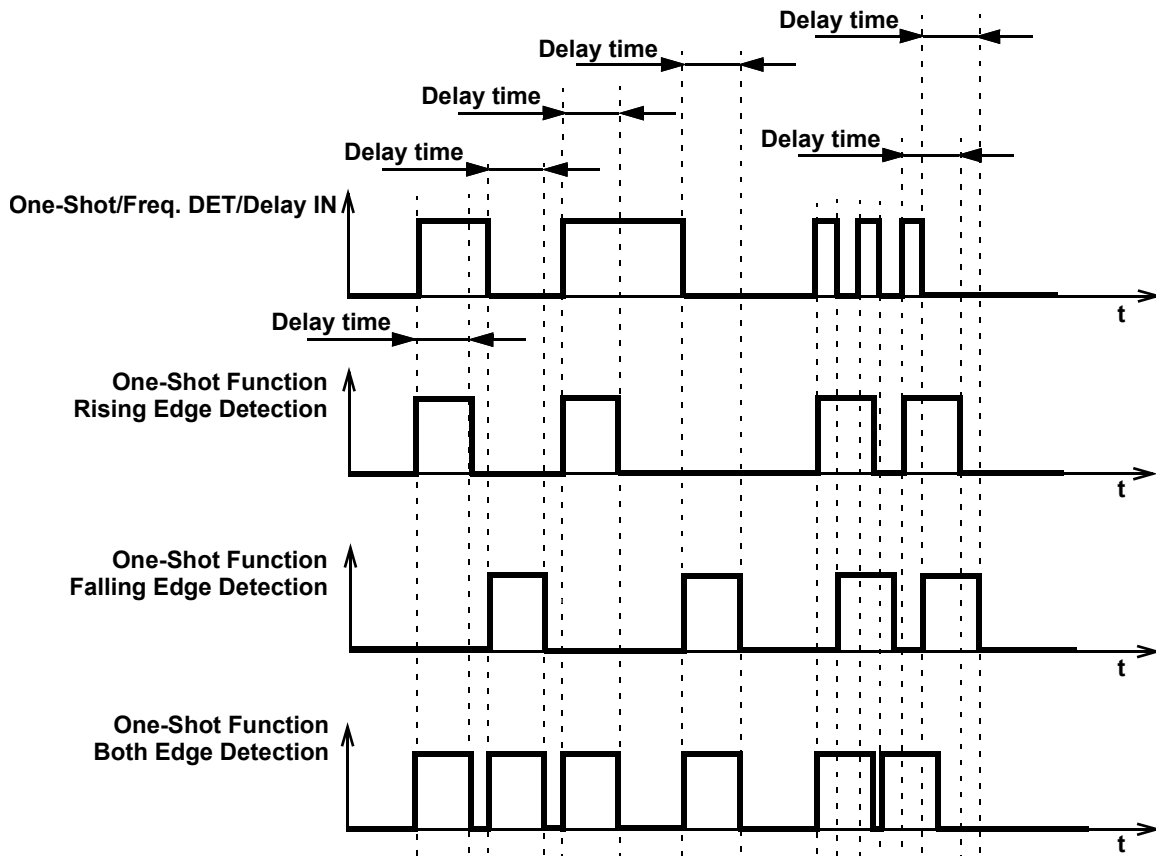 Delay time
Delay time
Delay time
Delay time
Delay time
One-Shot/Freq. DET/Delay IN
t
Delay time
One-Shot Function
Rising Edge Detection
t
One-Shot Function
Falling Edge Detection
t
One-Shot Function
Both Edge Detection
t